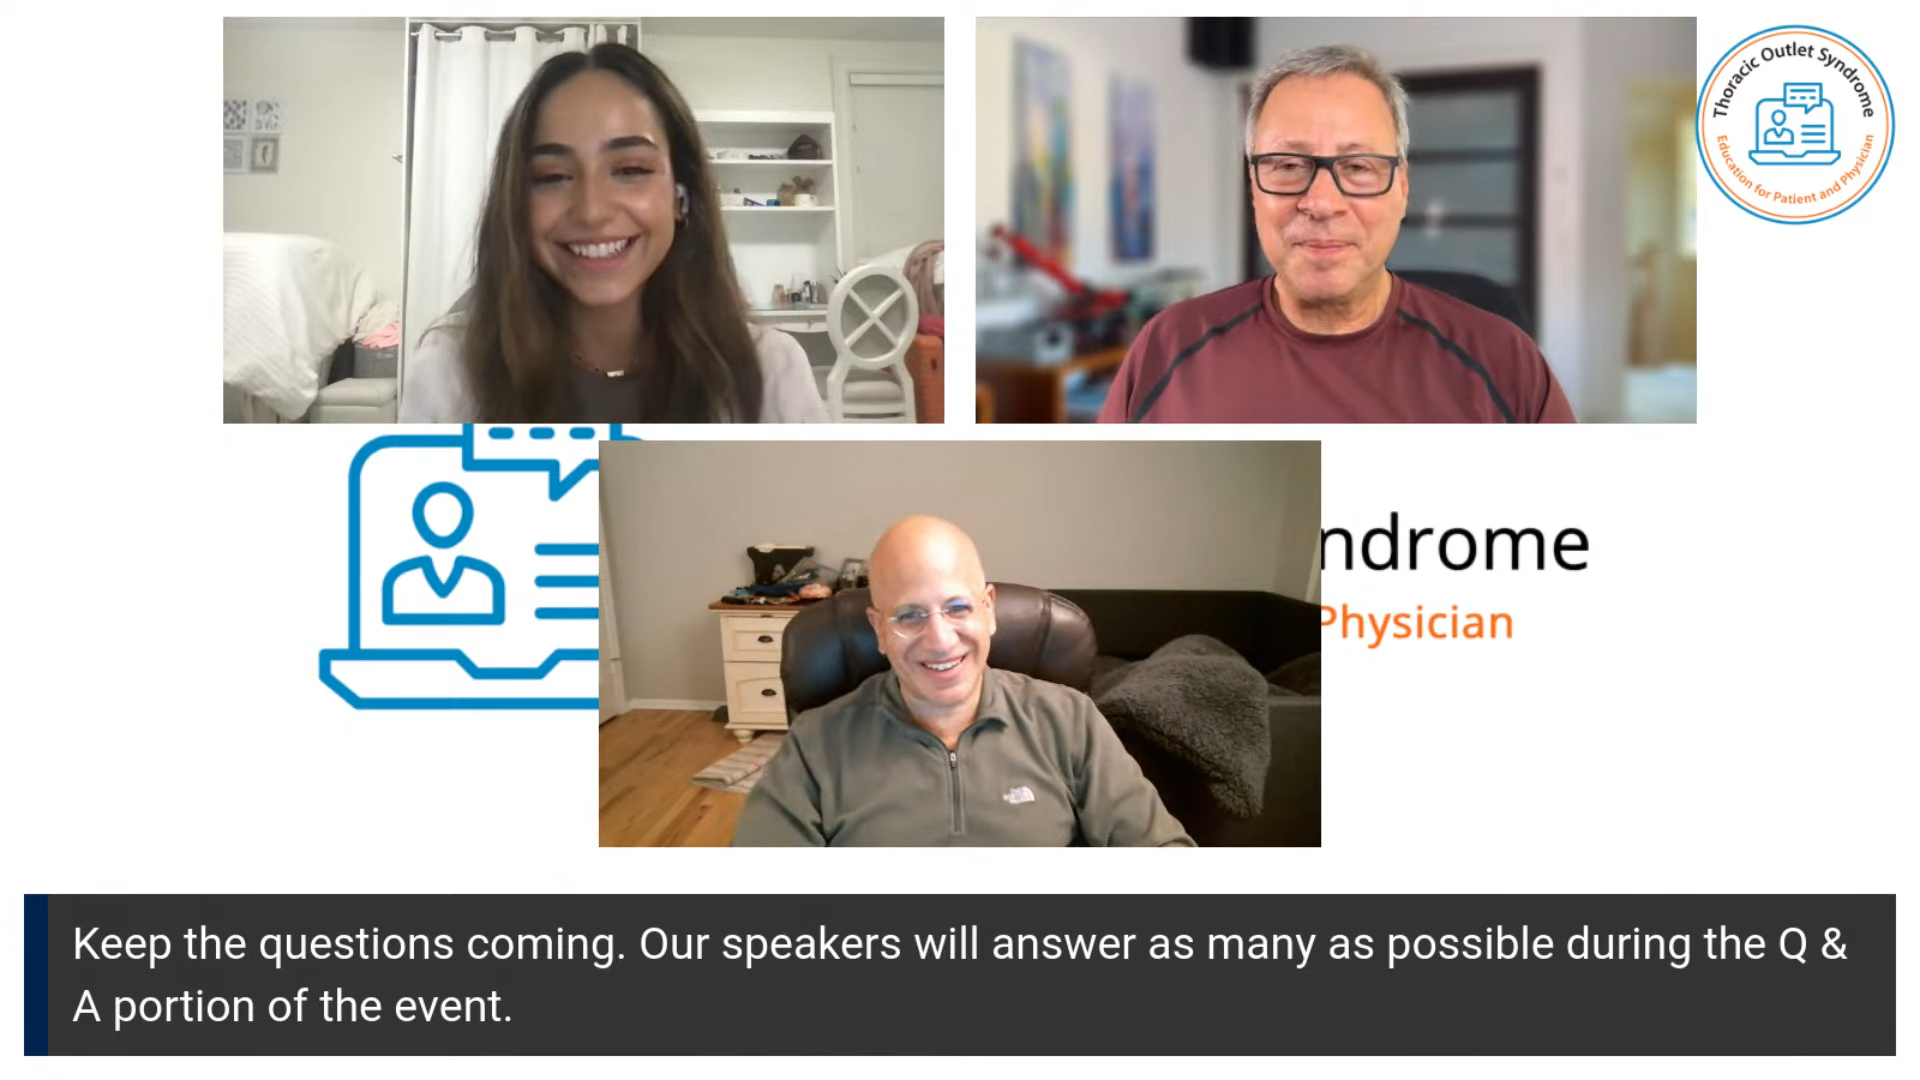 Thoracic Outlet Syndrome
Education for Patient and Physician
ndrome
Physician
Keep the questions coming. Our speakers will answer as many as possible during the Q &
A portion of the event.